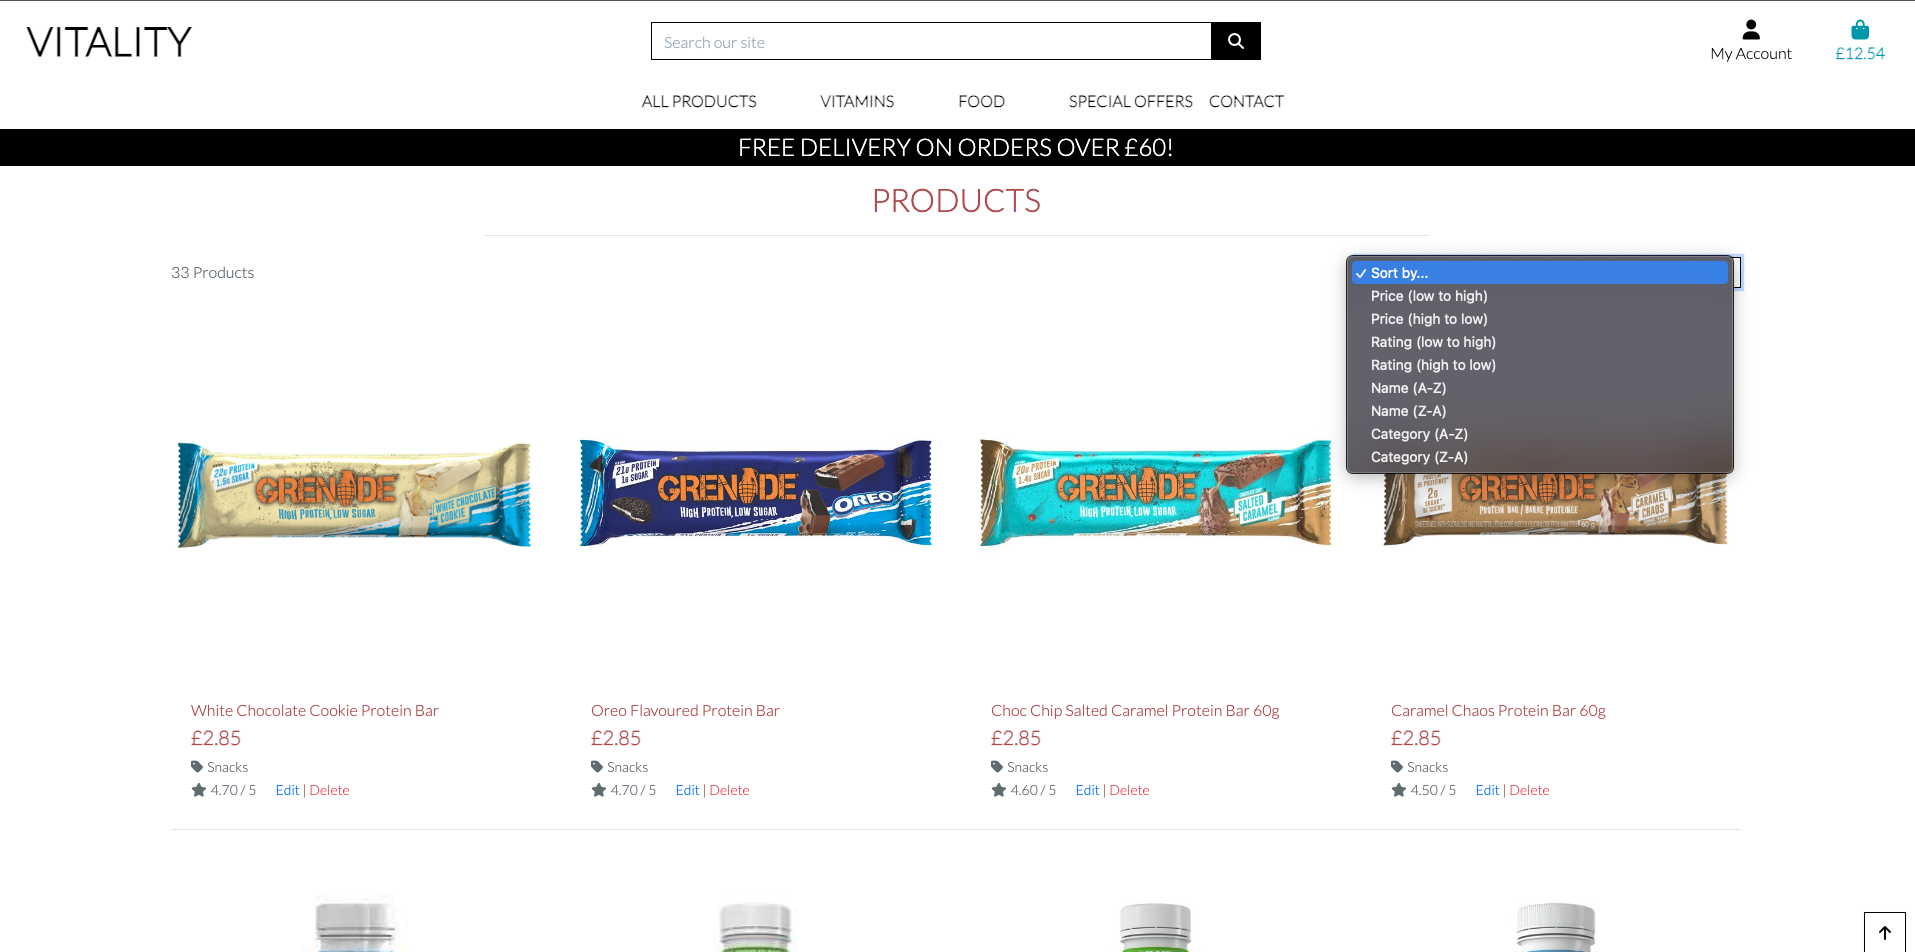 VITALITY
Search our site
My Account
£12.54
ALL PRODUCTS VITAMINS FOOD SPECIAL OFFERS CONTACT
FREE DELIVERY ON ORDERS OVER £60!
PRODUCTS
33 Products
Sort by...
Price (low to high)
Price (high to low)
Rating (low to high)
Rating (high to low)
Name (A-Z)
Name (Z-A)
Category (A-Z)
Category (Z-A)
22g PROTEIN
1.5g SUGAR
GRENADE
HIGH PROTEIN, LOW SUGAR
WHITE CHOCOLATE
COOKIE
21g PROTEIN
1g SUGAR
GRENADE
HIGH PROTEIN, LOW SUGAR
OREO
20g PROTEIN
1.4g SUGAR
GRENADE
HIGH PROTEIN, LOW SUGAR
SALTED
CARAMEL
2g
GRENADE
PROTEIN BAR / BARRE PROTEINEE
CARAMEL
CHAOS
White Chocolate Cookie Protein Bar
£2.85
Snacks
4.70 / 5 Edit | Delete
Oreo Flavoured Protein Bar
£2.85
Snacks
4.70 / 5 Edit | Delete
Choc Chip Salted Caramel Protein Bar 60g
£2.85
Snacks
4.60 / 5 Edit | Delete
Caramel Chaos Protein Bar 60g
£2.85
Snacks
4.50 / 5 Edit | Delete